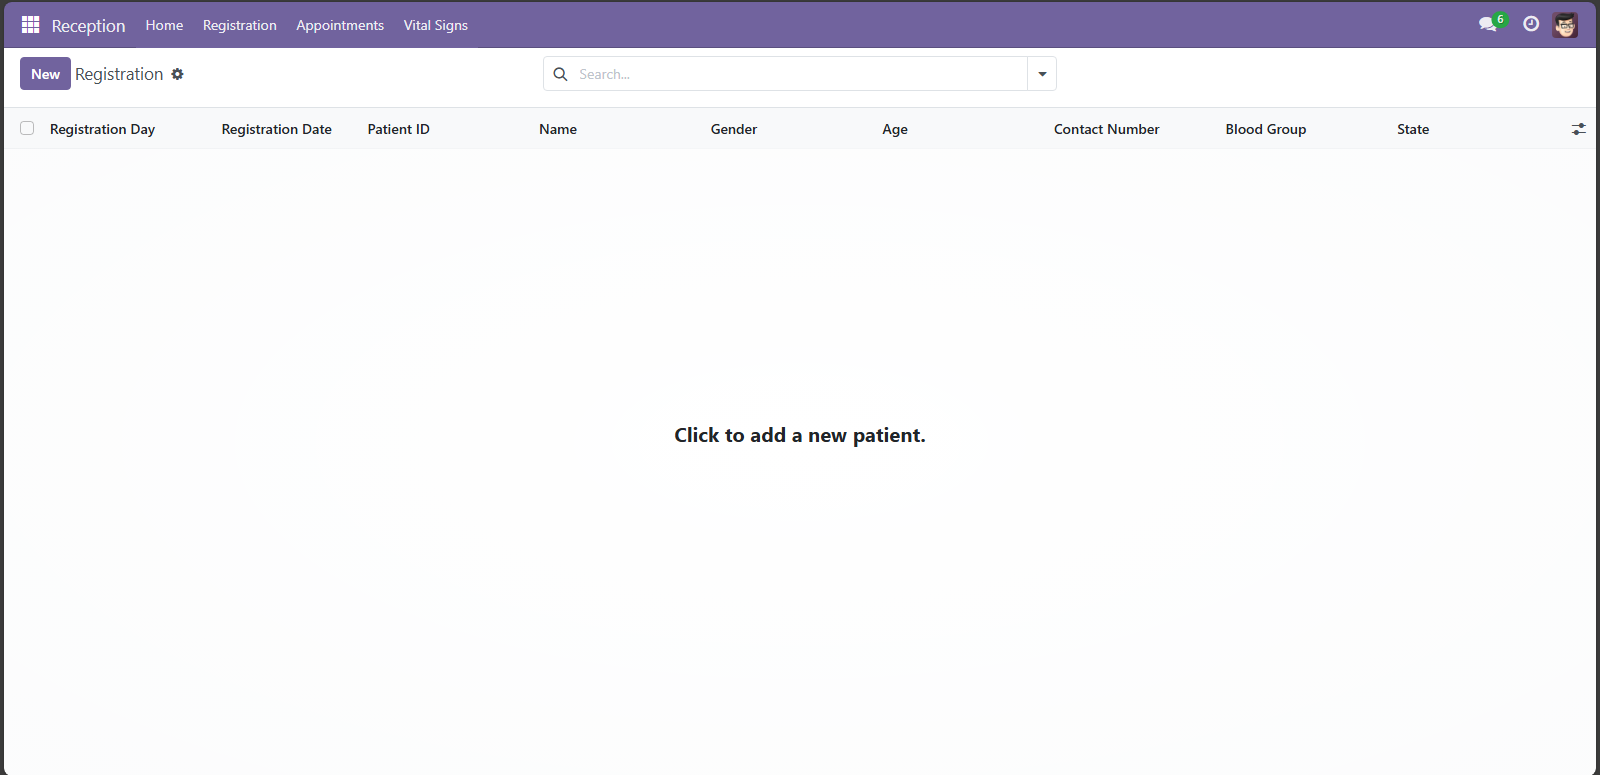 Reception Home Registration Appointments Vital Signs 6
New Registration Search...
Registration Day Registration Date Patient ID Name Gender Age Contact Number Blood Group State
Click to add a new patient.